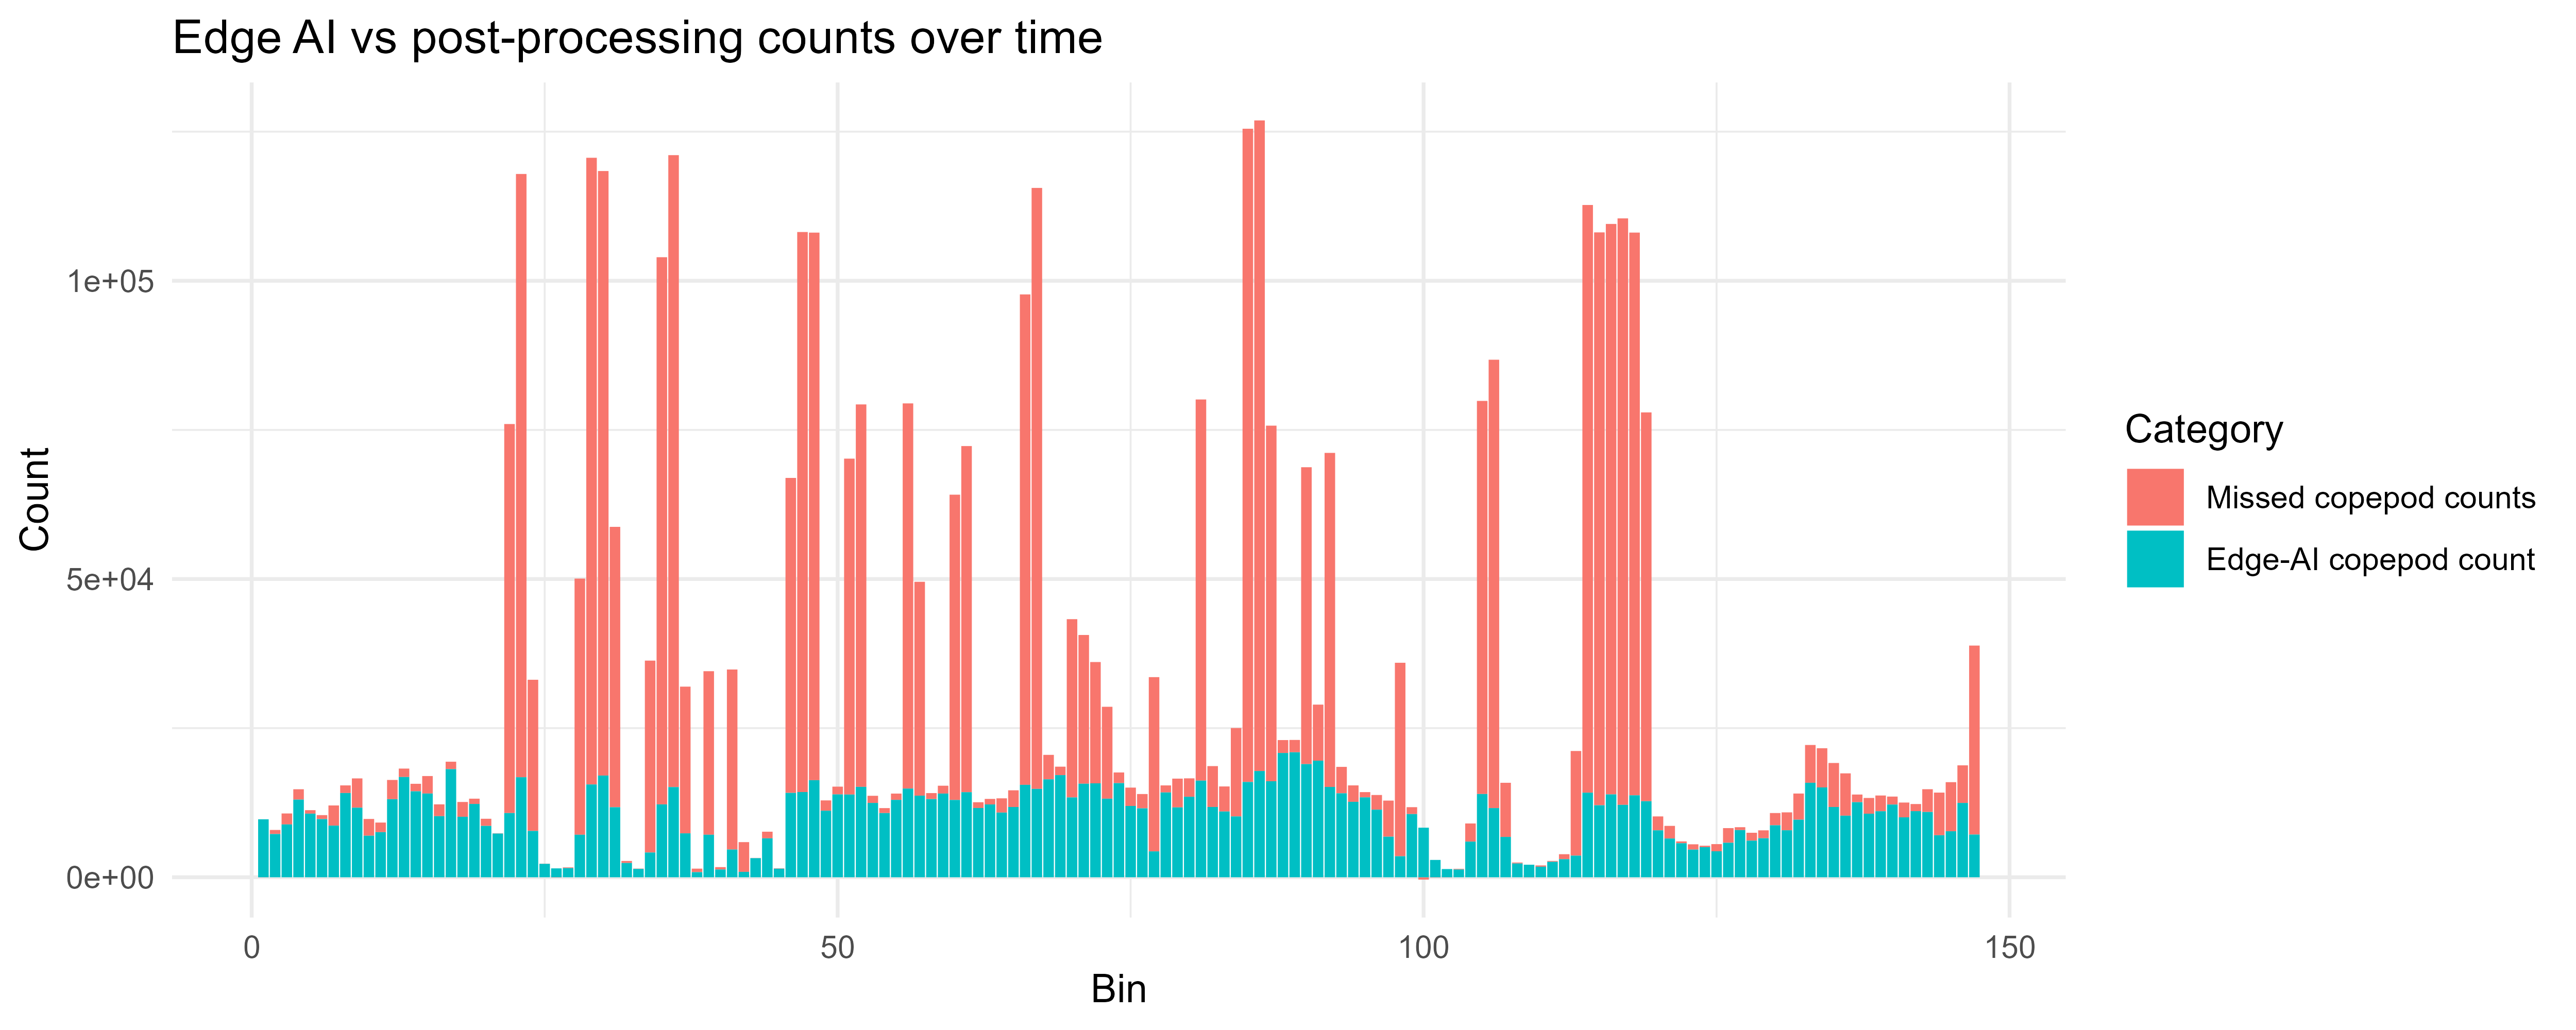 Edge AI vs post-processing counts over time
Count
1e+05
5e+04
0e+00
0
50
100
150
Bin
Category
Missed copepod counts
Edge-AI copepod count